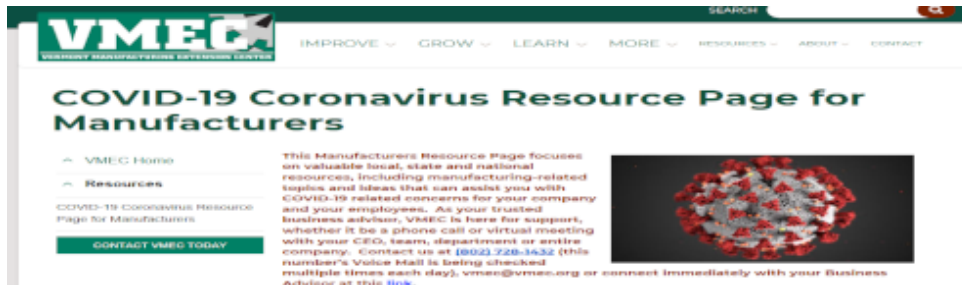 SEARCH
VMEC
VERMONT MANUFACTURING EXTENSION CENTER
IMPROVE GROW LEARN MORE RESOURCES ABOUT CONTACT
COVID-19 Coronavirus Resource Page for
Manufacturers
VMEC Home
Resources
COVID-19 Coronavirus Resource
Page for Manufacturers
CONTACT VMEC TODAY
This Manufacturers Resource Page focuses
on valuable local, state and national
resources, including manufacturing-related
topics and ideas that can assist you with
COVID-19 related concerns for your company
and your employees. As your trusted
business advisor, VMEC is here for support,
whether it be a phone call or virtual meeting
with your CEO, team, department or entire
company. Contact us at (802) 728-1432 (this
number's Voice Mail is being checked
multiple times each day), vmec@vmec.org or connect immediately with your Business
Advisor at this link.